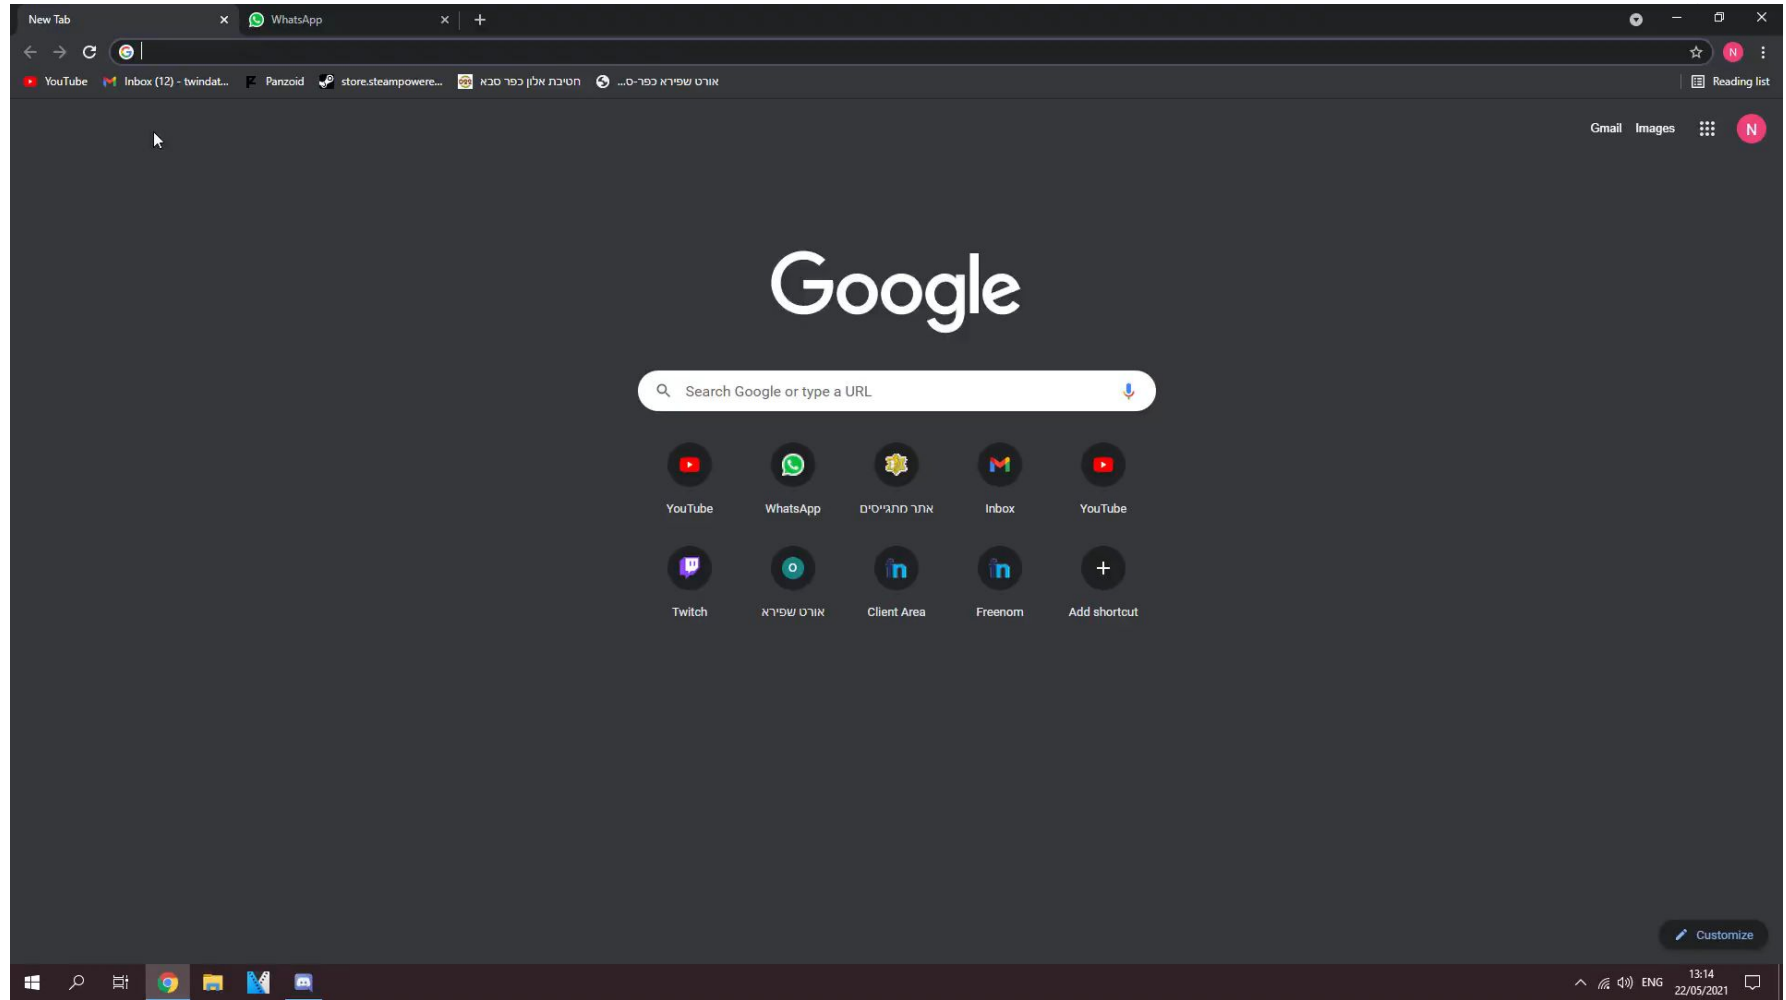 New Tab
WhatsApp
YouTube
Inbox (12) - twindat...
Panzoid
store.steampowere...
חטיבת אלון כפר סבא
אורט שפירא כפר-ס...
Reading list
Gmail Images
N
N
Google
Search Google or type a URL
YouTube
WhatsApp
אתר מתגייסים
Inbox
YouTube
O
Twitch
אורט שפירא
Client Area
Freenom
Add shortcut
Customize
ENG
13:14
22/05/2021